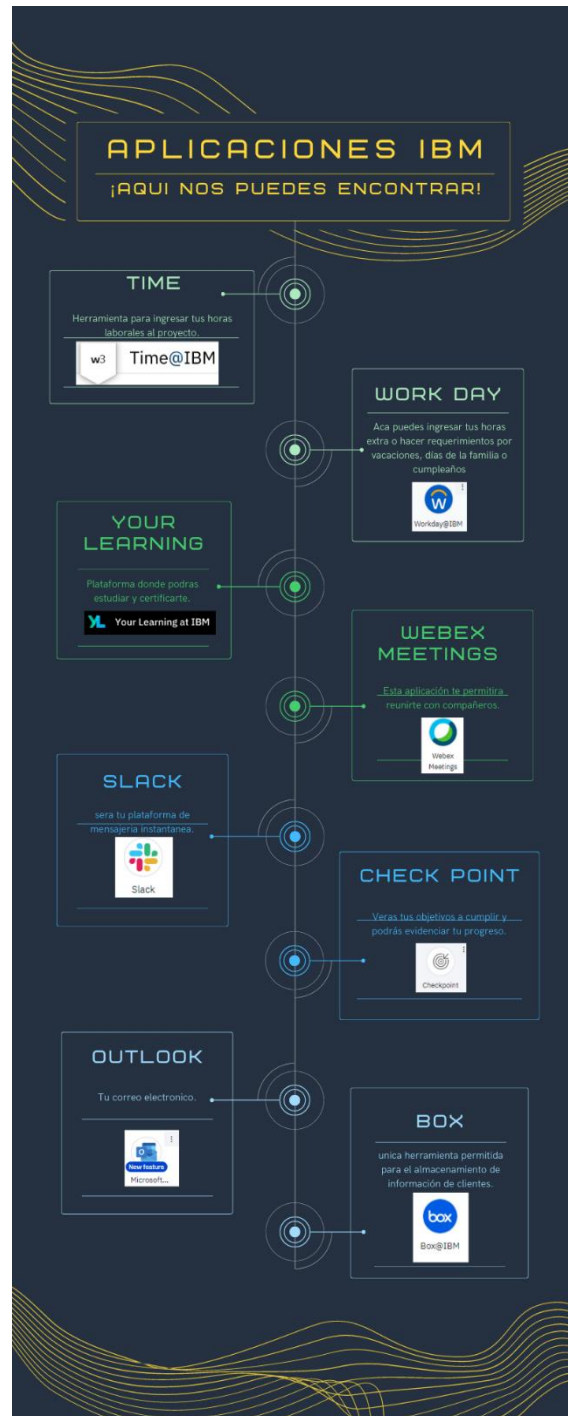 APLICACIONES IBM
¡AQUI NOS PUEDES ENCONTRAR!
TIME
Herramienta para ingresar tus horas
laborales al proyecto.
w3 Time@IBM
WORK DAY
Aca puedes ingresar tus horas
extra o hacer requerimientos por
vacaciones, días de la familia o
cumpleaños
Workday@IBM
YOUR
LEARNING
Plataforma donde podras
estudiar y certificarte.
YL Your Learning at IBM
WEBEX
MEETINGS
Esta aplicación te permitira
reunirte con compañeros.
Webex
Meetings
SLACK
sera tu plataforma de
mensajeria instantanea.
Slack
CHECK POINT
Veras tus objetivos a cumplir y
podrás evidenciar tu progreso.
Checkpoint
OUTLOOK
Tu correo electronico.
New feature
Microsoft...
BOX
unica herramienta permitida
para el almacenamiento de
información de clientes.
box
Box@IBM